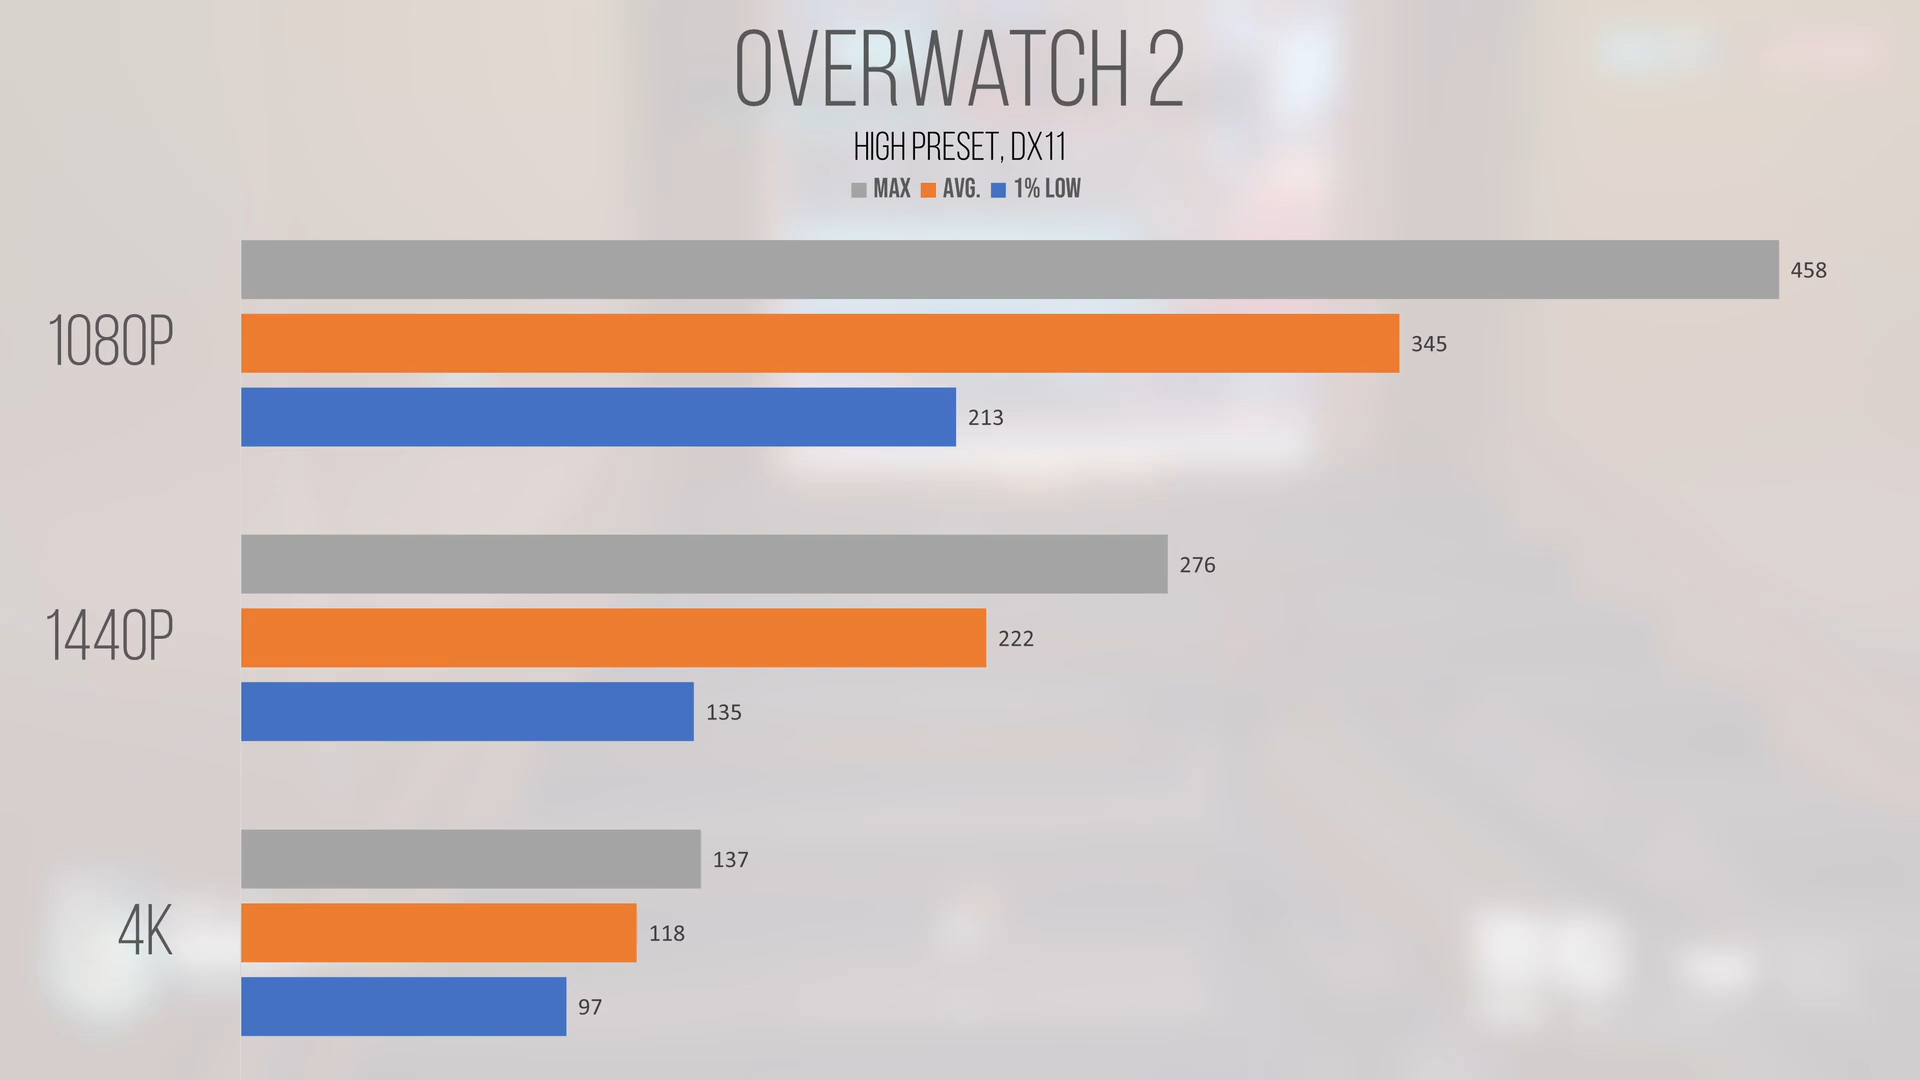 OVERWATCH 2
HIGH PRESET, DX11
MAX AVG. 1% LOW
458
1080P
345
213
276
1440P
222
135
137
4K
118
97